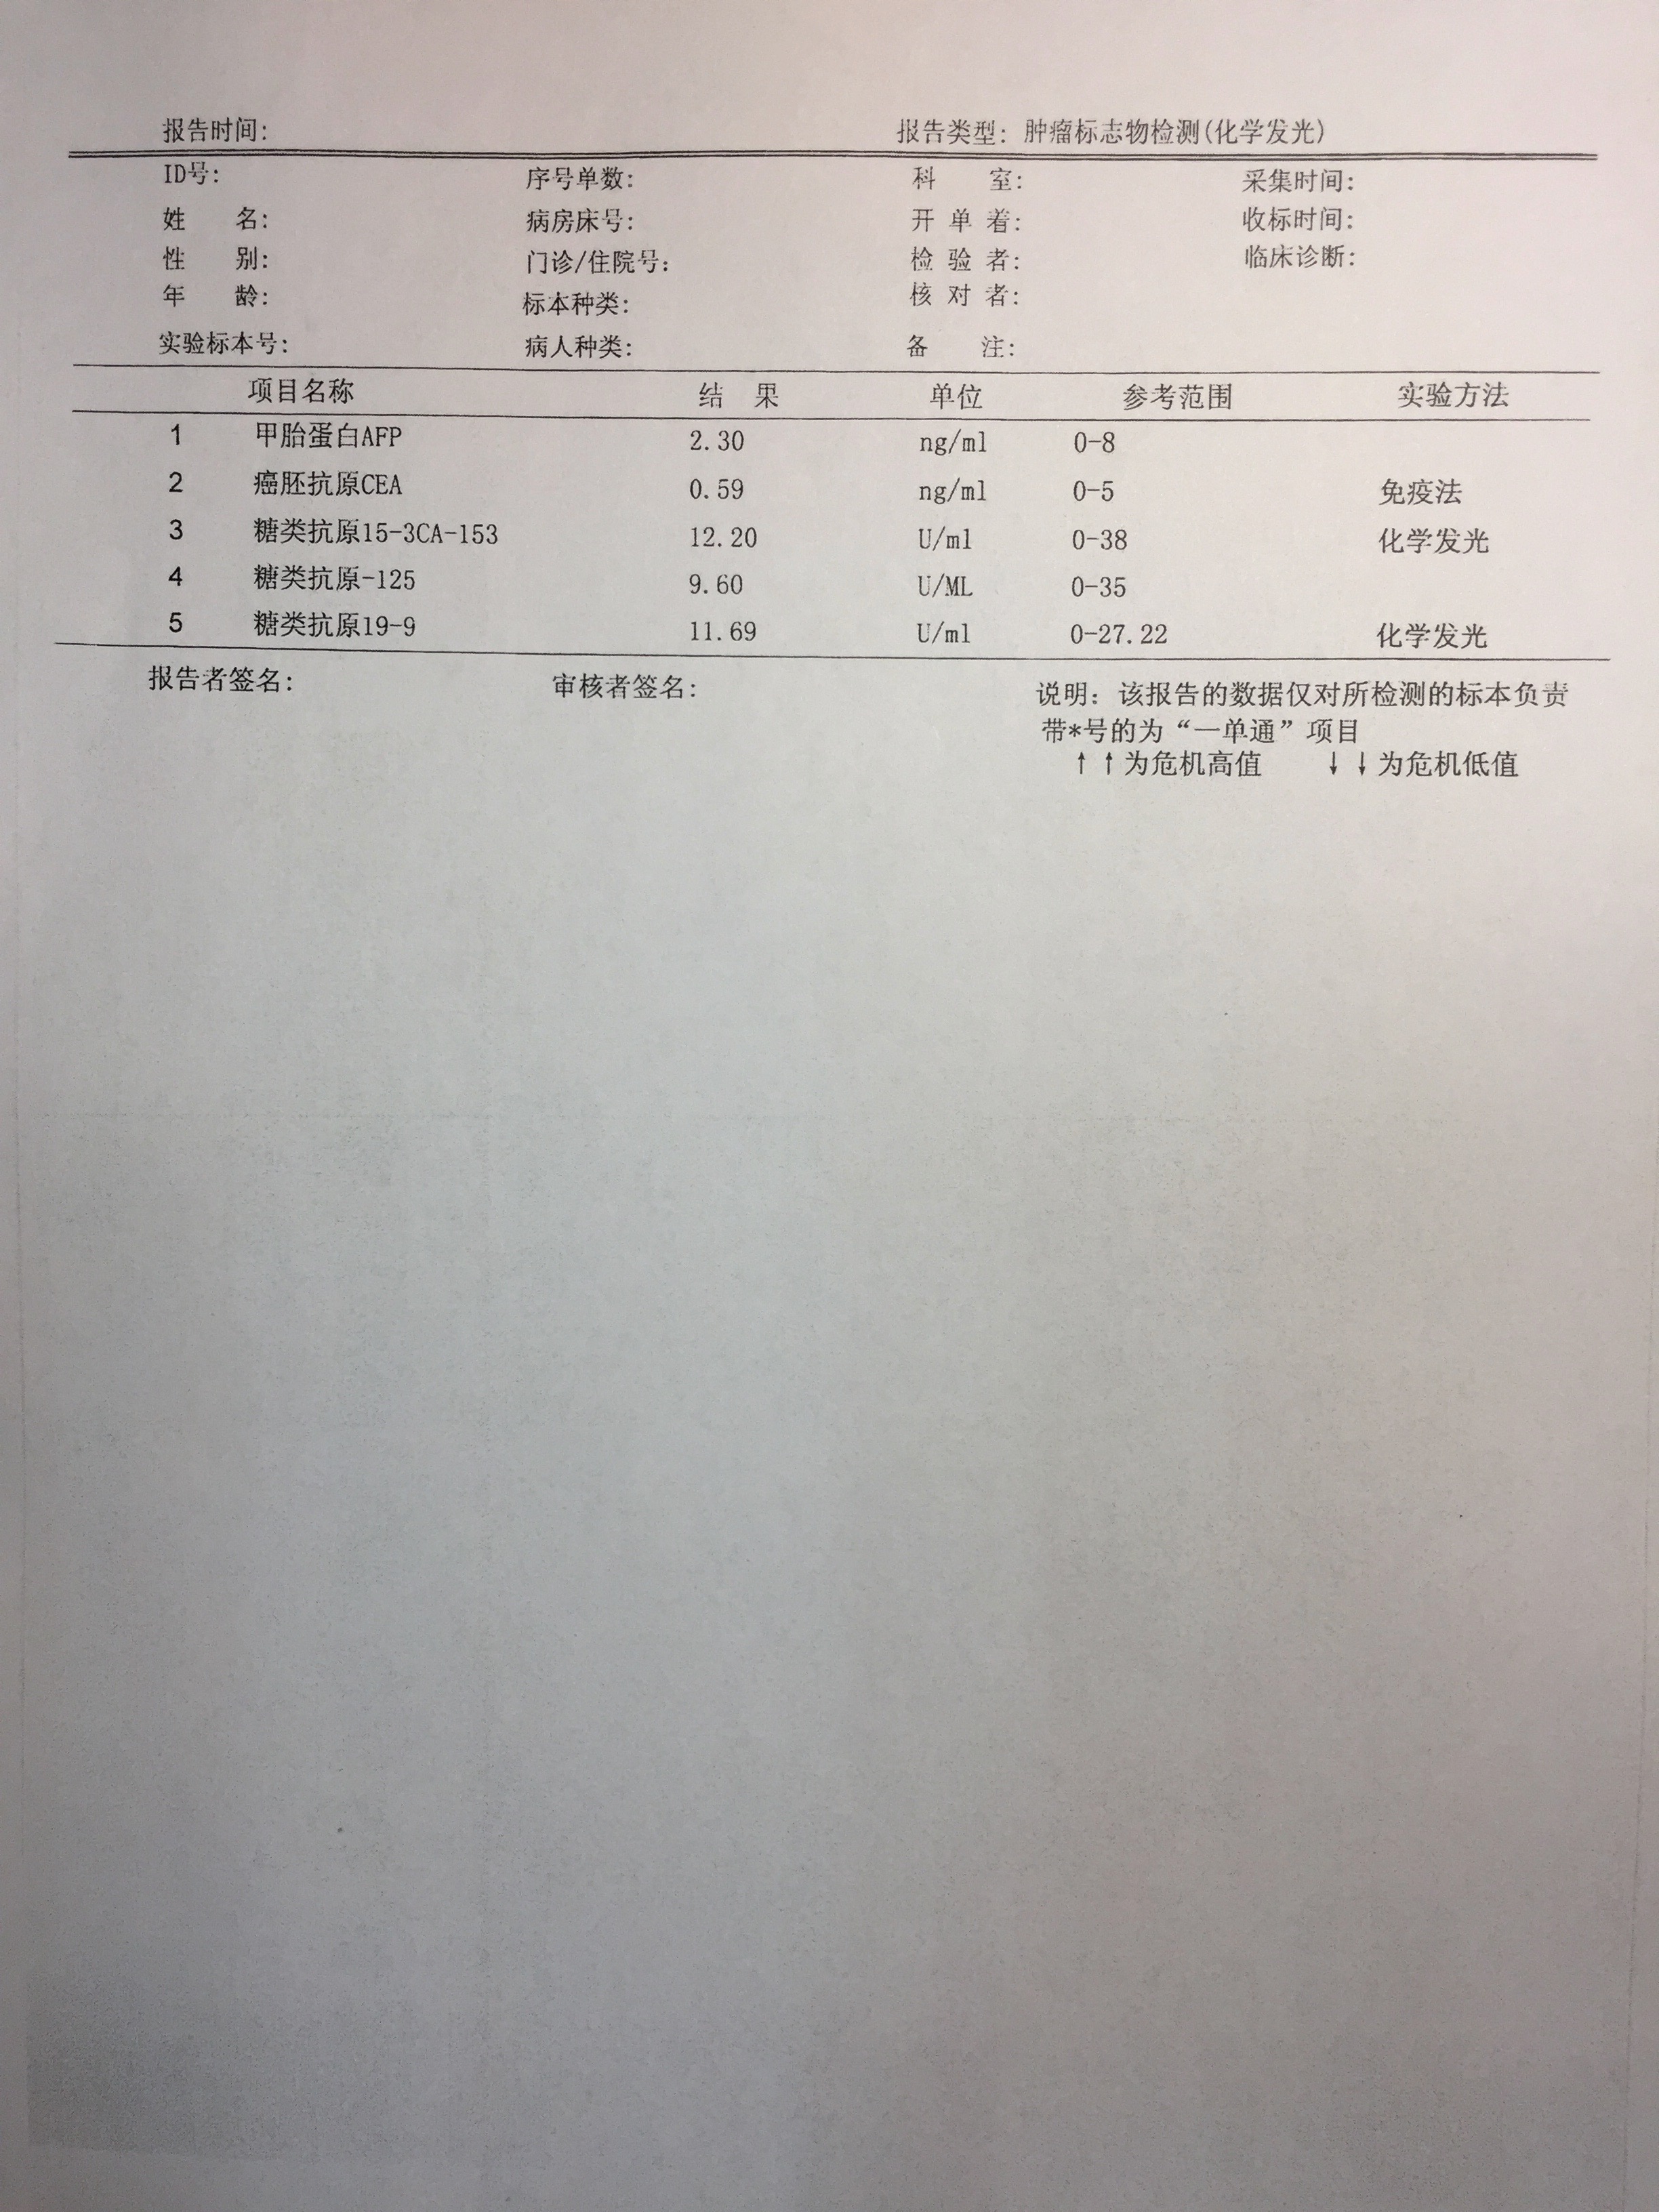 报告时间: 报告类型: 肿瘤标志物检测(化学发光)
ID号: 序号单数: 科 室: 采集时间:
姓 名: 病房床号: 开 单 着: 收标时间:
性 别: 门诊/住院号: 检 验 者: 临床诊断:
年 龄: 标本种类: 核 对 者:
实验标本号: 病人种类: 备 注:
项目名称 结 果 单位 参考范围 实验方法
1 甲胎蛋白AFP 2.30 ng/ml 0-8
2 癌胚抗原CEA 0.59 ng/ml 0-5 免疫法
3 糖类抗原15-3CA-153 12.20 U/ml 0-38 化学发光
4 糖类抗原-125 9.60 U/ML 0-35
5 糖类抗原19-9 11.69 U/ml 0-27.22 化学发光
报告者签名: 审核者签名: 说明: 该报告的数据仅对所检测的标本负责
带*号的为“一单通”项目
↑↑为危机高值 ↓↓为危机低值